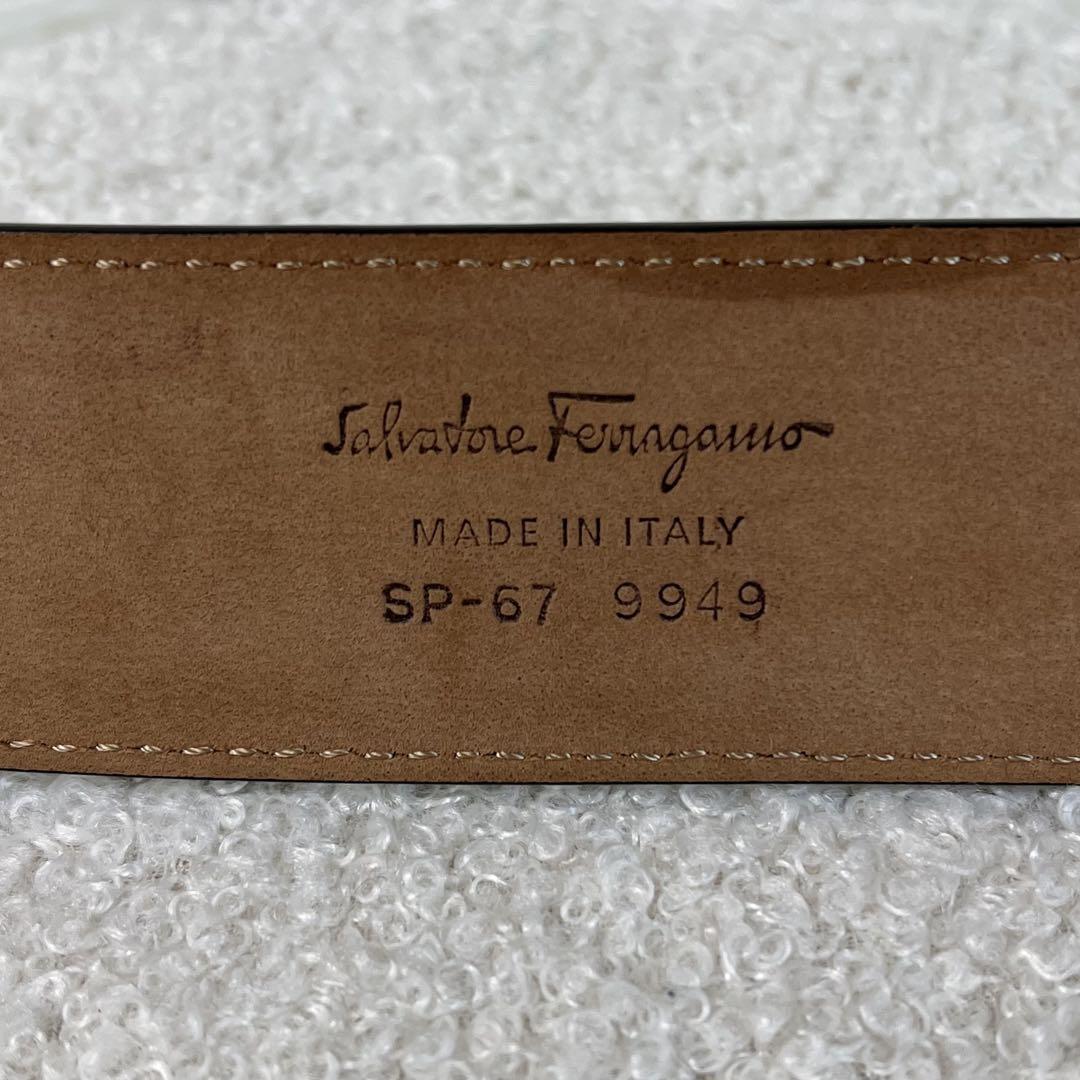 Salvatore Ferragamo
MADE IN ITALY
SP-67 9949